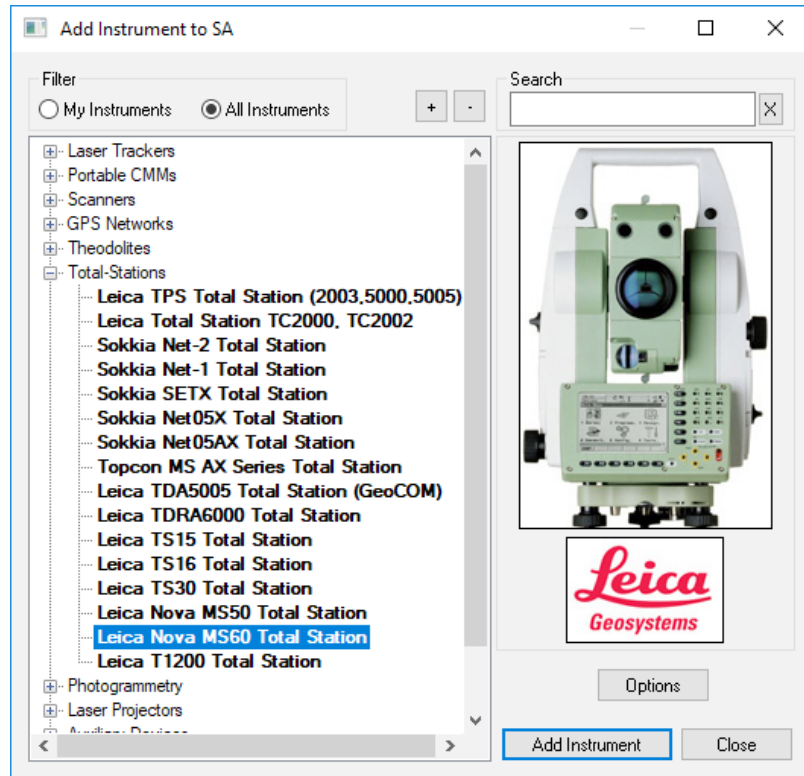 Add Instrument to SA
Filter
My Instruments
All Instruments
+
-
Search
X
Laser Trackers
Portable CMMs
Scanners
GPS Networks
Theodolites
Total-Stations
Leica TPS Total Station (2003,5000,5005)
Leica Total Station TC2000, TC2002
Sokkia Net-2 Total Station
Sokkia Net-1 Total Station
Sokkia SETX Total Station
Sokkia Net05X Total Station
Sokkia Net05AX Total Station
Topcon MS AX Series Total Station
Leica TDA5005 Total Station (GeoCOM)
Leica TDRA6000 Total Station
Leica TS15 Total Station
Leica TS16 Total Station
Leica TS30 Total Station
Leica Nova MS50 Total Station
Leica Nova MS60 Total Station
Leica T1200 Total Station
Photogrammetry
Laser Projectors
Auxiliary Devices
Leica
Geosystems
Options
Add Instrument
Close